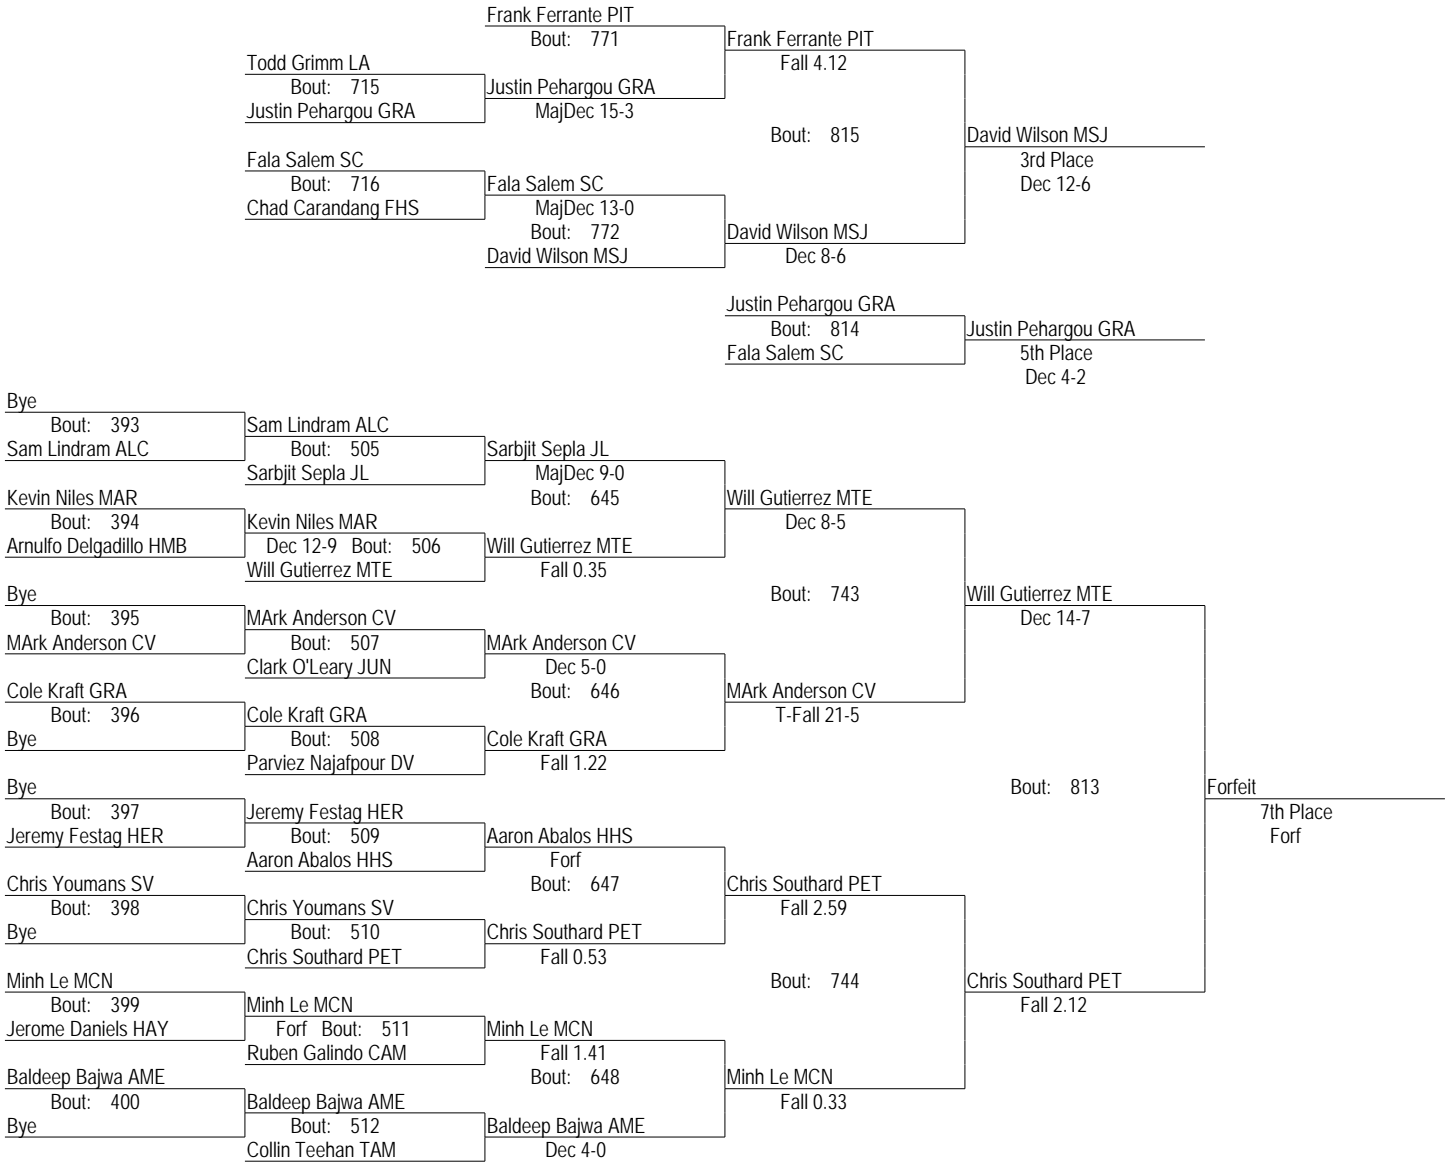 Frank Ferrante PIT
Bout: 771
Frank Ferrante PIT
Todd Grimm LA
Fall 4.12
Bout: 715
Justin Pehargou GRA
Justin Pehargou GRA
MajDec 15-3
Bout: 815
David Wilson MSJ
Fala Salem SC
3rd Place
Bout: 716
Fala Salem SC
Dec 12-6
Chad Carandang FHS
MajDec 13-0
Bout: 772
David Wilson MSJ
David Wilson MSJ
Dec 8-6
Justin Pehargou GRA
Bout: 814
Justin Pehargou GRA
Fala Salem SC
5th Place
Dec 4-2
Bye
Bout: 393
Sam Lindram ALC
Sam Lindram ALC
Bout: 505
Sarbjit Sepla JL
Sarbjit Sepla JL
MajDec 9-0
Kevin Niles MAR
Bout: 645
Will Gutierrez MTE
Bout: 394
Kevin Niles MAR
Dec 8-5
Arnulfo Delgadillo HMB
Dec 12-9 Bout: 506
Will Gutierrez MTE
Will Gutierrez MTE
Fall 0.35
Bye
Bout: 743
Will Gutierrez MTE
Bout: 395
MArk Anderson CV
Dec 14-7
MArk Anderson CV
Bout: 507
MArk Anderson CV
Clark O'Leary JUN
Dec 5-0
Cole Kraft GRA
Bout: 646
MArk Anderson CV
Bout: 396
Cole Kraft GRA
T-Fall 21-5
Bye
Bout: 508
Cole Kraft GRA
Parviez Najafpour DV
Fall 1.22
Bye
Bout: 813
Forfeit
Bout: 397
Jeremy Festag HER
7th Place
Jeremy Festag HER
Bout: 509
Aaron Abalos HHS
Forf
Aaron Abalos HHS
Forf
Chris Youmans SV
Bout: 647
Chris Southard PET
Bout: 398
Chris Youmans SV
Fall 2.59
Bye
Bout: 510
Chris Southard PET
Chris Southard PET
Fall 0.53
Minh Le MCN
Bout: 744
Chris Southard PET
Bout: 399
Minh Le MCN
Fall 2.12
Jerome Daniels HAY
Forf Bout: 511
Minh Le MCN
Ruben Galindo CAM
Fall 1.41
Baldeep Bajwa AME
Bout: 648
Minh Le MCN
Bout: 400
Baldeep Bajwa AME
Fall 0.33
Bye
Bout: 512
Baldeep Bajwa AME
Collin Teehan TAM
Dec 4-0